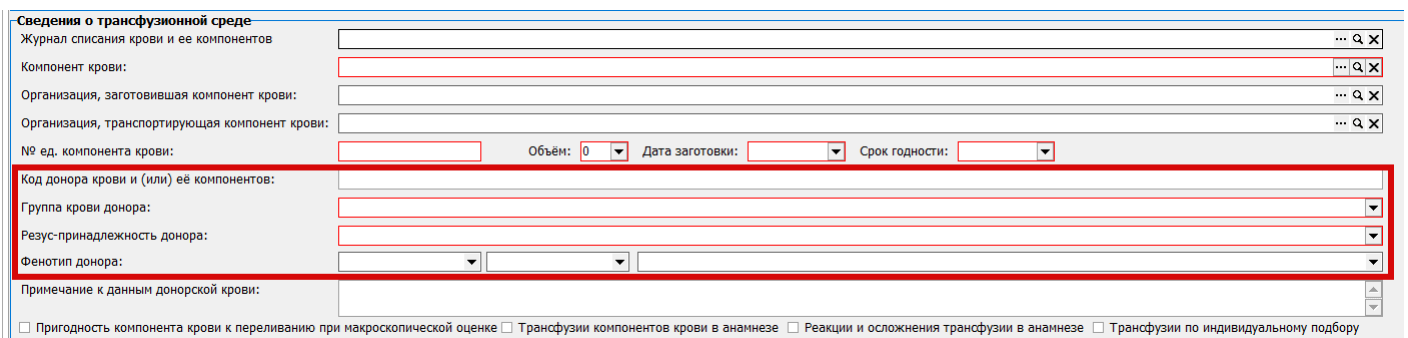 Сведения о трансфузионной среде
Журнал списания крови и ее компонентов
Компонент крови:
Организация, заготовившая компонент крови:
Организация, транспортирующая компонент крови:
№ ед. компонента крови: Объём: 0 Дата заготовки: Срок годности:
Код донора крови и (или) её компонентов:
Группа крови донора:
Резус-принадлежность донора:
Фенотип донора:
Примечание к данным донорской крови:
Пригодность компонента крови к переливанию при макроскопической оценке Трансфузии компонентов крови в анамнезе Реакции и осложнения трансфузии в анамнезе Трансфузии по индивидуальному подбору